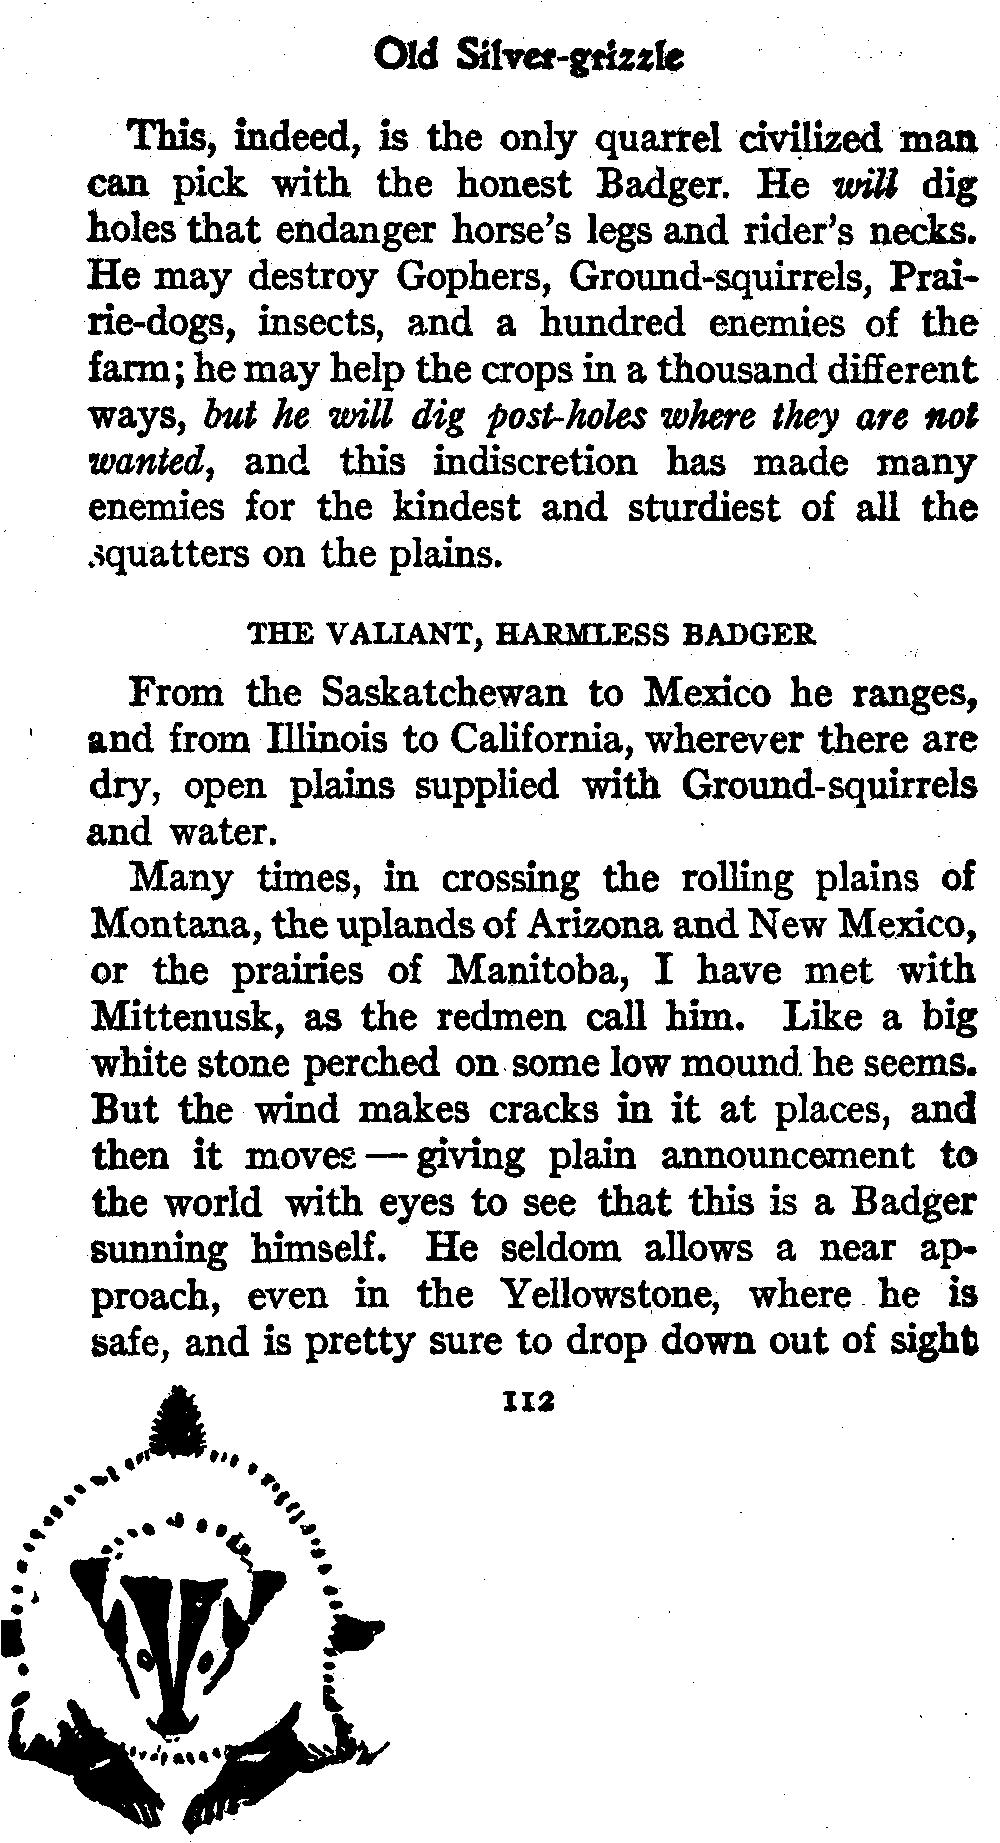 Old Silver-grizzle
This, indeed, is the only quarrel civilized man
can pick with the honest Badger. He will dig
holes that endanger horse's legs and rider's necks.
He may destroy Gophers, Ground-squirrels, Prai-
rie-dogs, insects, and a hundred enemies of the
farm; he may help the crops in a thousand different
ways, but he will dig post-holes where they are not
wanted, and this indiscretion has made many
enemies for the kindest and sturdiest of all the
squatters on the plains.
THE VALIANT, HARMLESS BADGER
From the Saskatchewan to Mexico he ranges,
and from Illinois to California, wherever there are
dry, open plains supplied with Ground-squirrels
and water.
Many times, in crossing the rolling plains of
Montana, the uplands of Arizona and New Mexico,
or the prairies of Manitoba, I have met with
Mittenusk, as the redmen call him. Like a big
white stone perched on some low mound he seems.
But the wind makes cracks in it at places, and
then it moves — giving plain announcement to
the world with eyes to see that this is a Badger
sunning himself. He seldom allows a near ap-
proach, even in the Yellowstone, where he is
safe, and is pretty sure to drop down out of sight
112